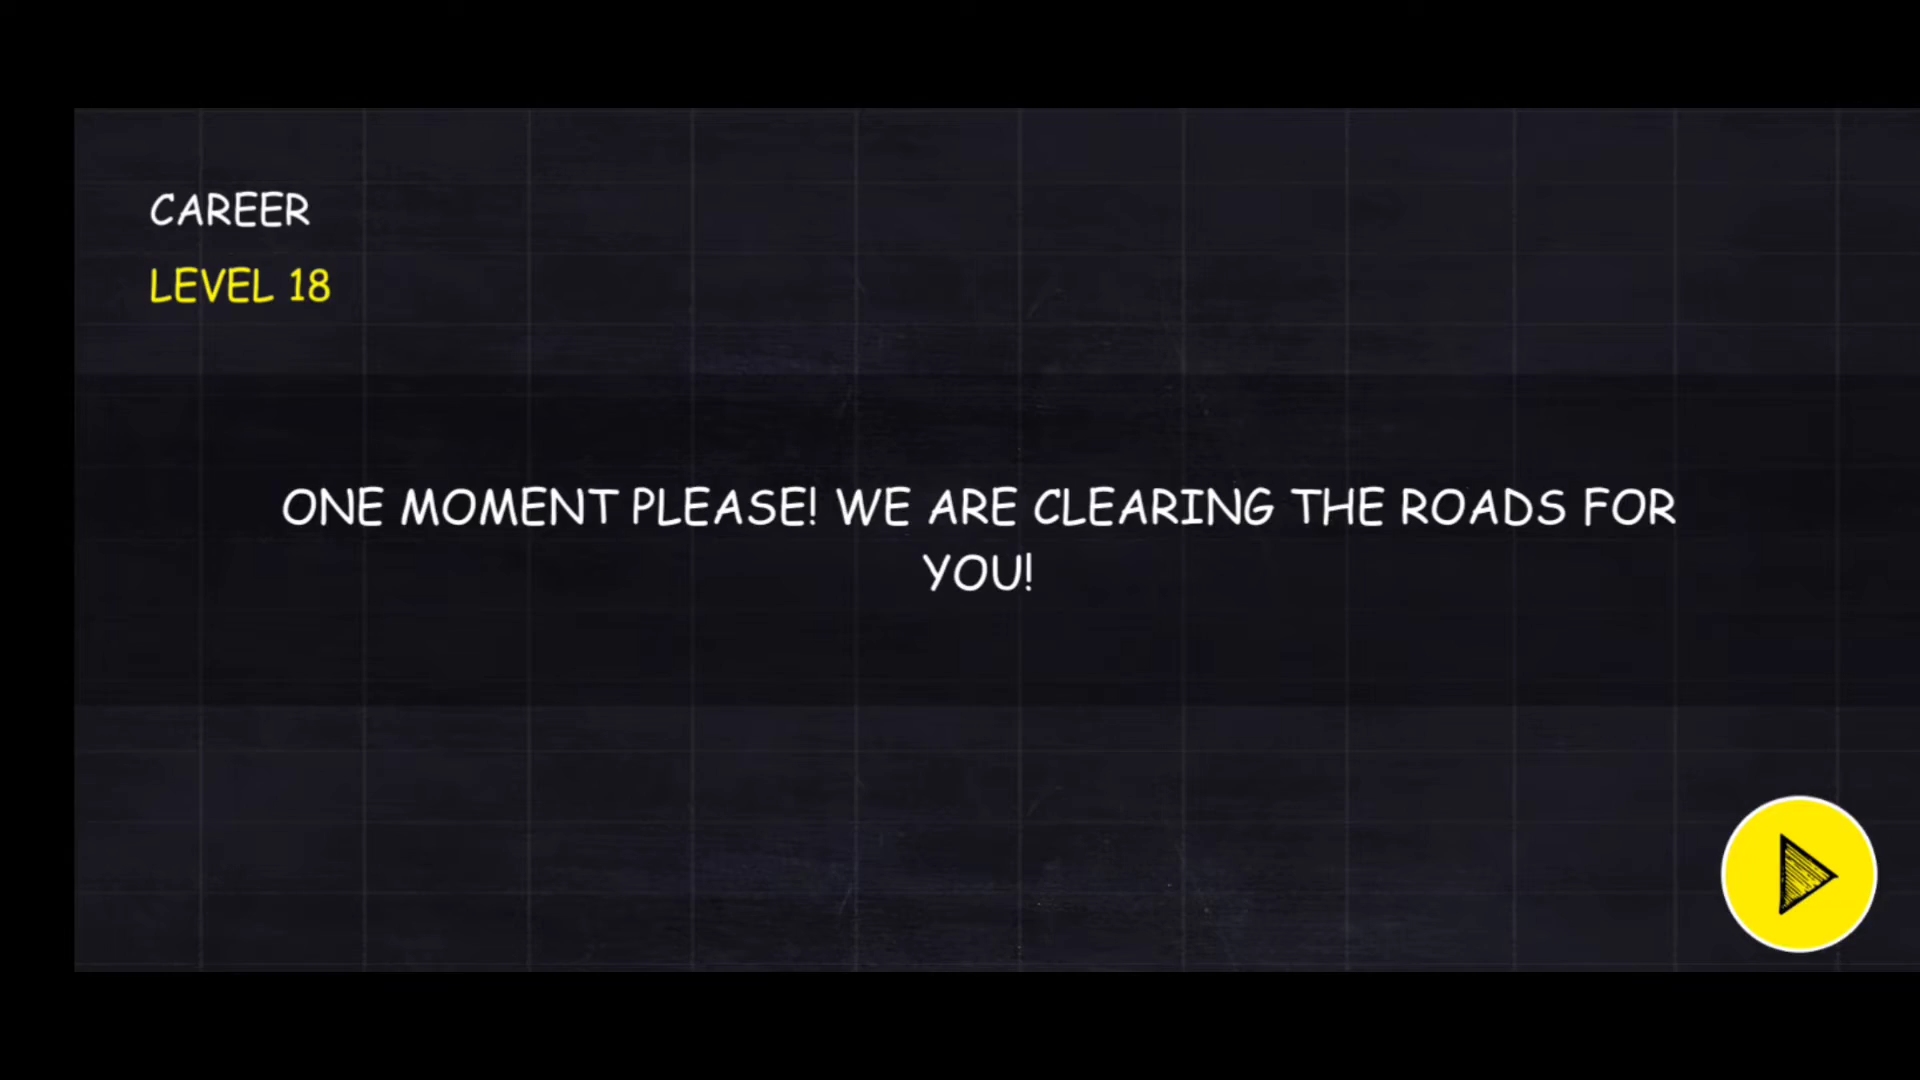 CAREER
LEVEL 18
ONE MOMENT PLEASE! WE ARE CLEARING THE ROADS FOR
YOU!